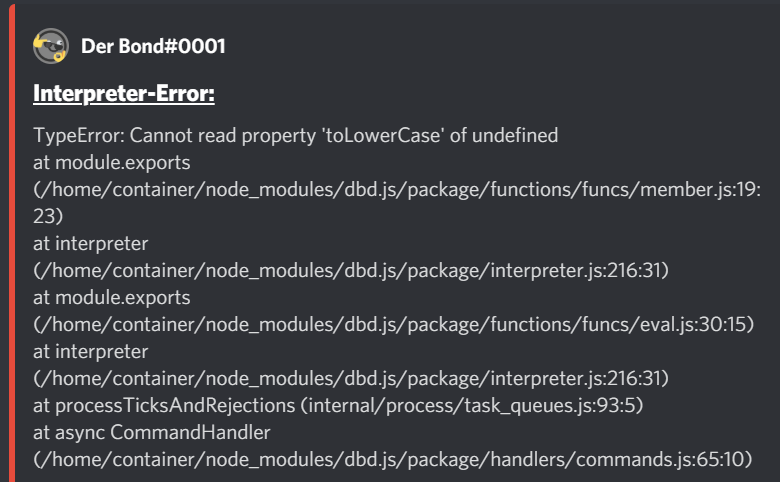 Der Bond#0001
Interpreter-Error:
TypeError: Cannot read property 'toLowerCase' of undefined
at module.exports
(/home/container/node_modules/dbd.js/package/functions/funcs/member.js:19:
23)
at interpreter
(/home/container/node_modules/dbd.js/package/interpreter.js:216:31)
at module.exports
(/home/container/node_modules/dbd.js/package/functions/funcs/eval.js:30:15)
at interpreter
(/home/container/node_modules/dbd.js/package/interpreter.js:216:31)
at processTicksAndRejections (internal/process/task_queues.js:93:5)
at async CommandHandler
(/home/container/node_modules/dbd.js/package/handlers/commands.js:65:10)